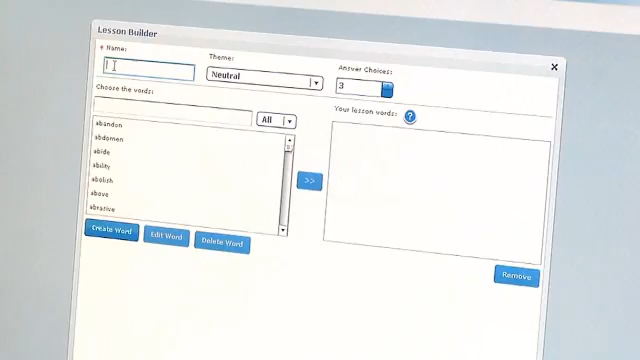 Lesson Builder
* Name:
Theme:
Neutral
Answer Choices:
3
Choose the words:
All
Your lesson words:
?
abandon
abdomen
abide
ability
abolish
above
abrasive
>>
Create Word
Edit Word
Delete Word
Remove